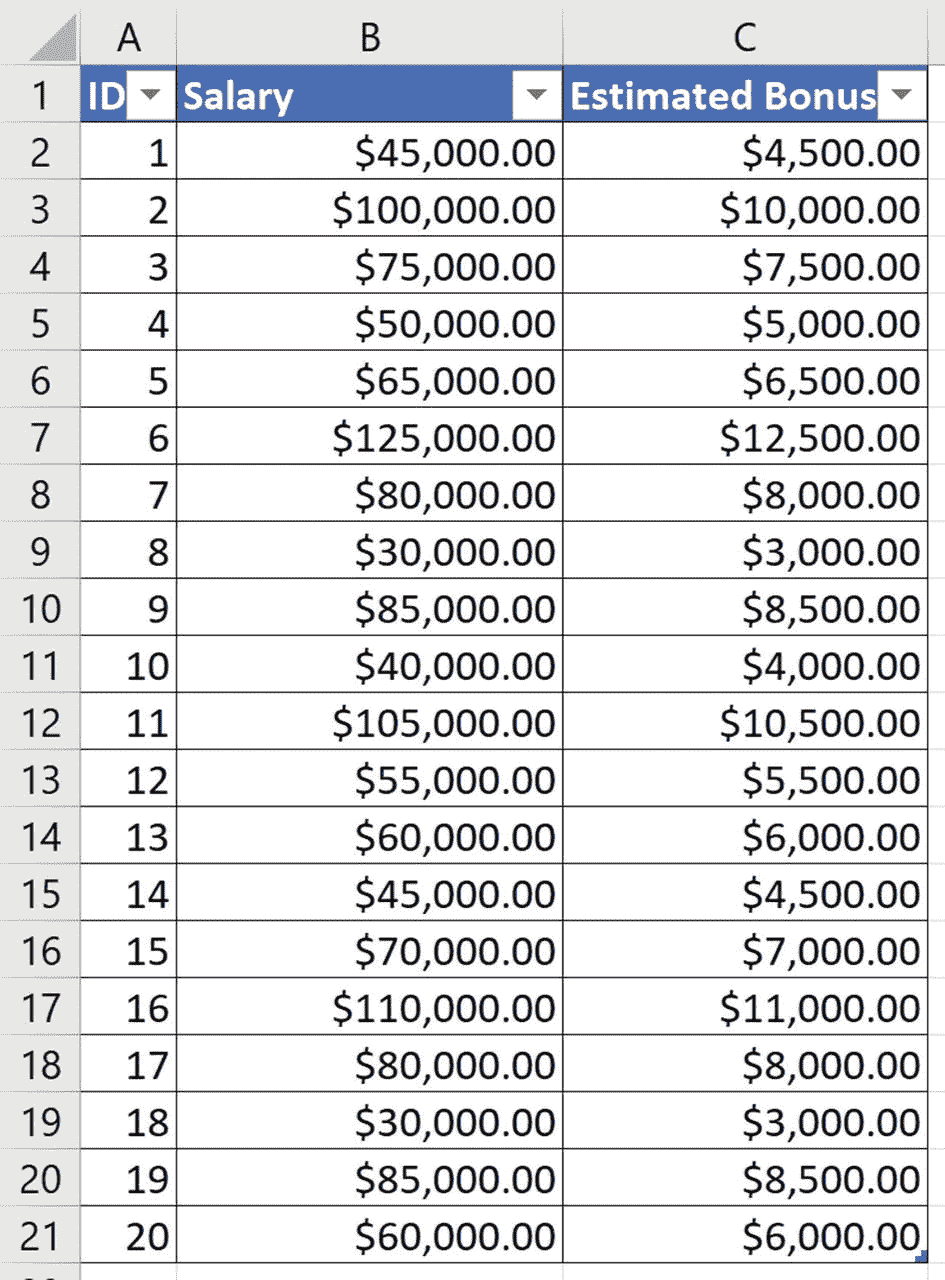 A B C
1 ID Salary Estimated Bonus
2 1 $45,000.00 $4,500.00
3 2 $100,000.00 $10,000.00
4 3 $75,000.00 $7,500.00
5 4 $50,000.00 $5,000.00
6 5 $65,000.00 $6,500.00
7 6 $125,000.00 $12,500.00
8 7 $80,000.00 $8,000.00
9 8 $30,000.00 $3,000.00
10 9 $85,000.00 $8,500.00
11 10 $40,000.00 $4,000.00
12 11 $105,000.00 $10,500.00
13 12 $55,000.00 $5,500.00
14 13 $60,000.00 $6,000.00
15 14 $45,000.00 $4,500.00
16 15 $70,000.00 $7,000.00
17 16 $110,000.00 $11,000.00
18 17 $80,000.00 $8,000.00
19 18 $30,000.00 $3,000.00
20 19 $85,000.00 $8,500.00
21 20 $60,000.00 $6,000.00